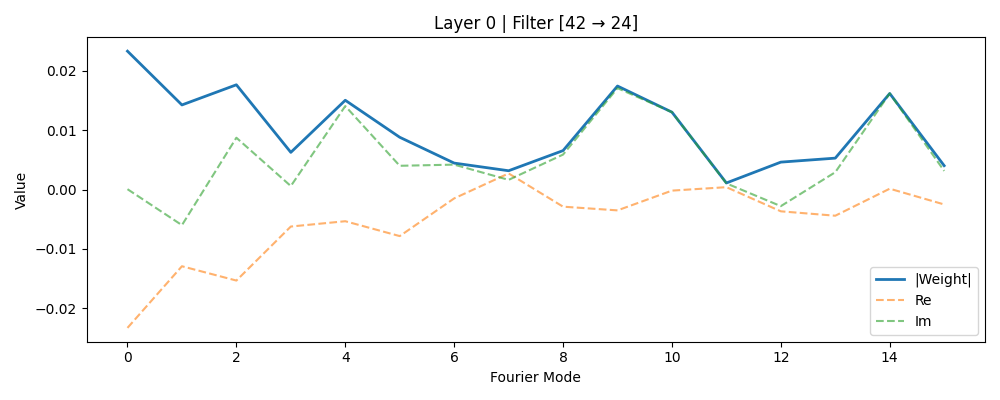 Layer 0 | Filter [42 → 24]
Value
0.02
0.01
0.00
−0.01
−0.02
|Weight|
Re
Im
0 2 4 6 8 10 12 14
Fourier Mode